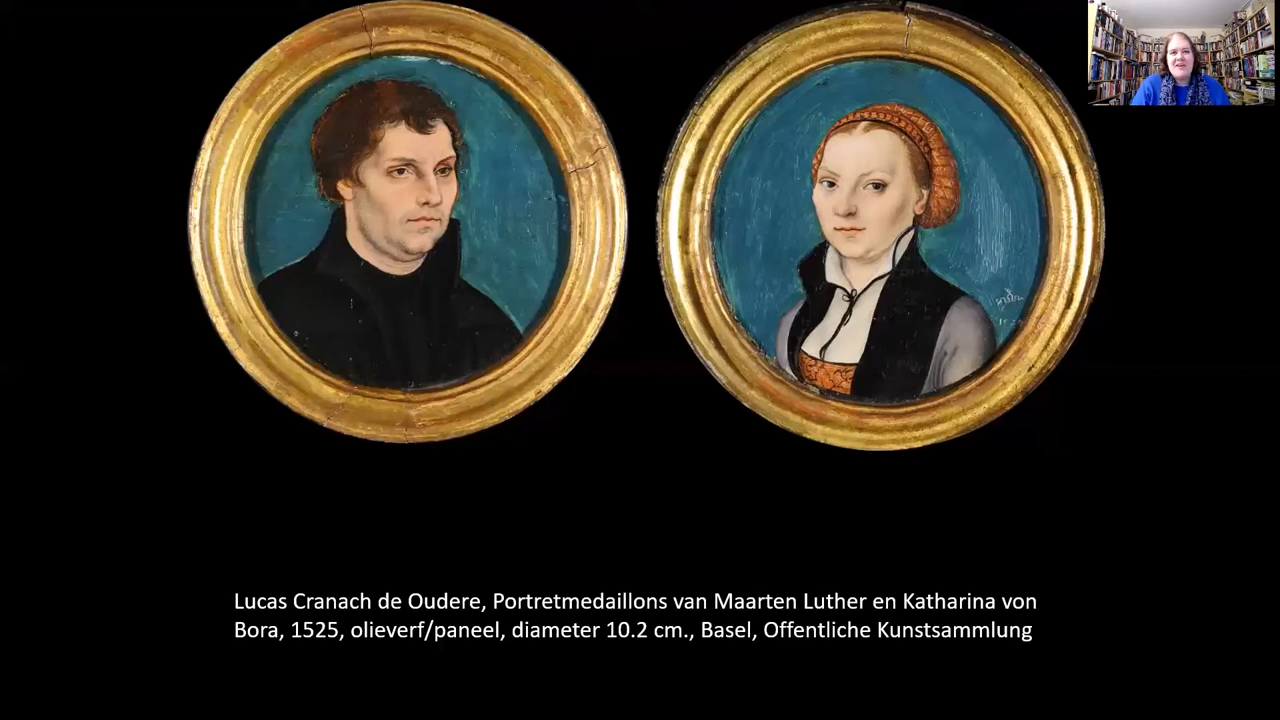 Lucas Cranach de Oudere, Portretmedaillons van Maarten Luther en Katharina von
Bora, 1525, olieverf/paneel, diameter 10.2 cm., Basel, Offentliche Kunstsammlung